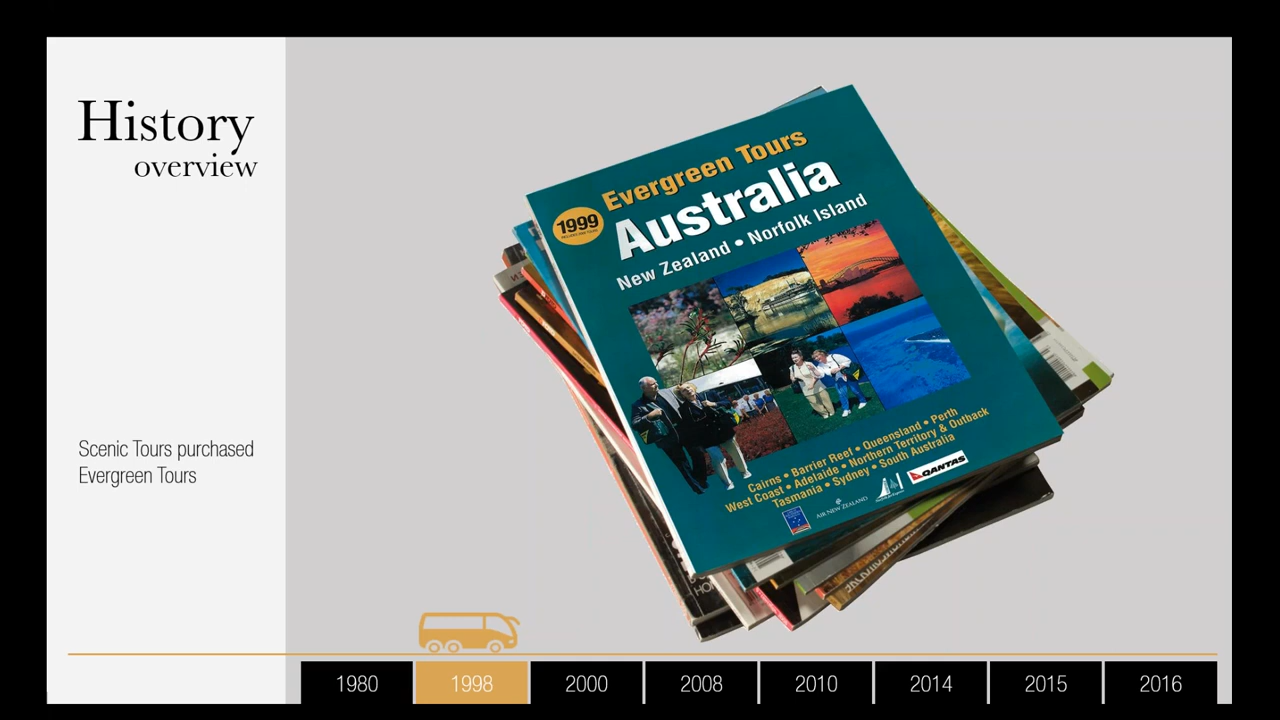 History
overview
Scenic Tours purchased
Evergreen Tours
Evergreen Tours
1999
Australia
New Zealand • Norfolk Island
Cairns • Barrier Reef • Queensland • Perth
West Coast • Adelaide • Northern Territory & Outback
Tasmania • Sydney • South Australia
AIR NEW ZEALAND
QANTAS
1980
1998
2000
2008
2010
2014
2015
2016